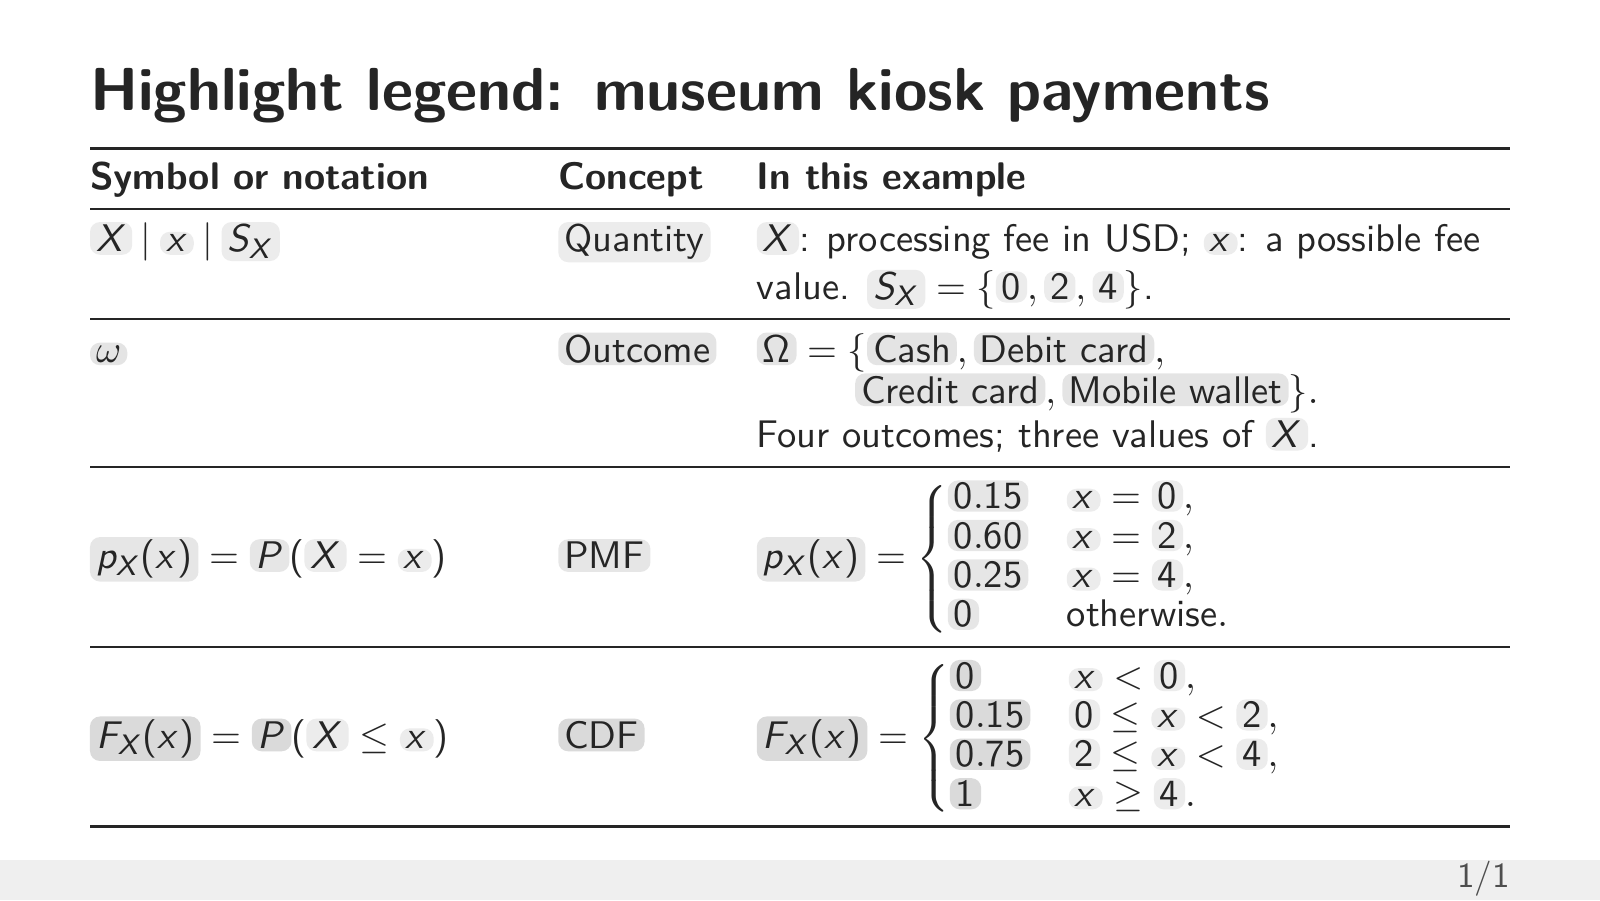 Highlight legend: museum kiosk payments
Symbol or notation Concept In this example
X | x | S_X Quantity X: processing fee in USD; x: a possible fee
value. S_X = {0, 2, 4}.
ω Outcome Ω = {Cash, Debit card,
Credit card, Mobile wallet}.
Four outcomes; three values of X.
p_X(x) = P(X = x) PMF p_X(x) = {
0.15 x = 0,
0.60 x = 2,
0.25 x = 4,
0 otherwise.
F_X(x) = P(X ≤ x) CDF F_X(x) = {
0 x < 0,
0.15 0 ≤ x < 2,
0.75 2 ≤ x < 4,
1 x ≥ 4.
1/1